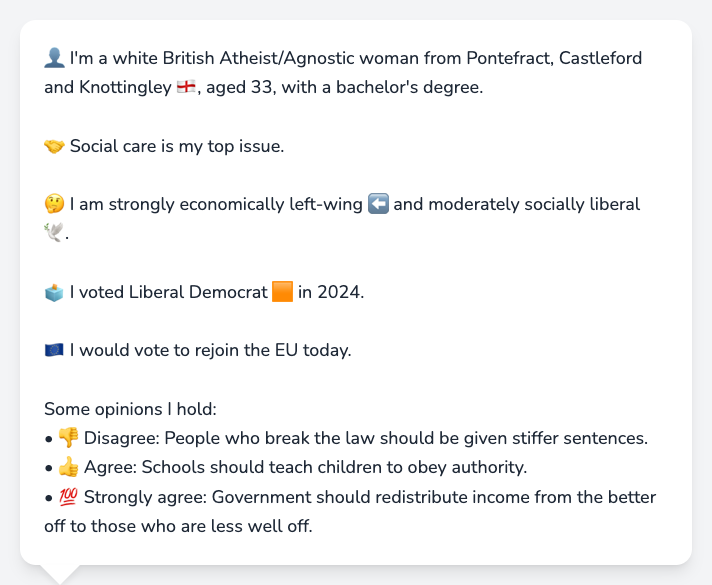 👤 I'm a white British Atheist/Agnostic woman from Pontefract, Castleford
and Knottingley 🏴󠁧󠁢󠁥󠁮󠁧󠁿, aged 33, with a bachelor's degree.
🤝 Social care is my top issue.
🤔 I am strongly economically left-wing ⬅️ and moderately socially liberal
🕊️.
🗳️ I voted Liberal Democrat 🟧 in 2024.
🇪🇺 I would vote to rejoin the EU today.
Some opinions I hold:
• 👎 Disagree: People who break the law should be given stiffer sentences.
• 👍 Agree: Schools should teach children to obey authority.
• 💯 Strongly agree: Government should redistribute income from the better
off to those who are less well off.